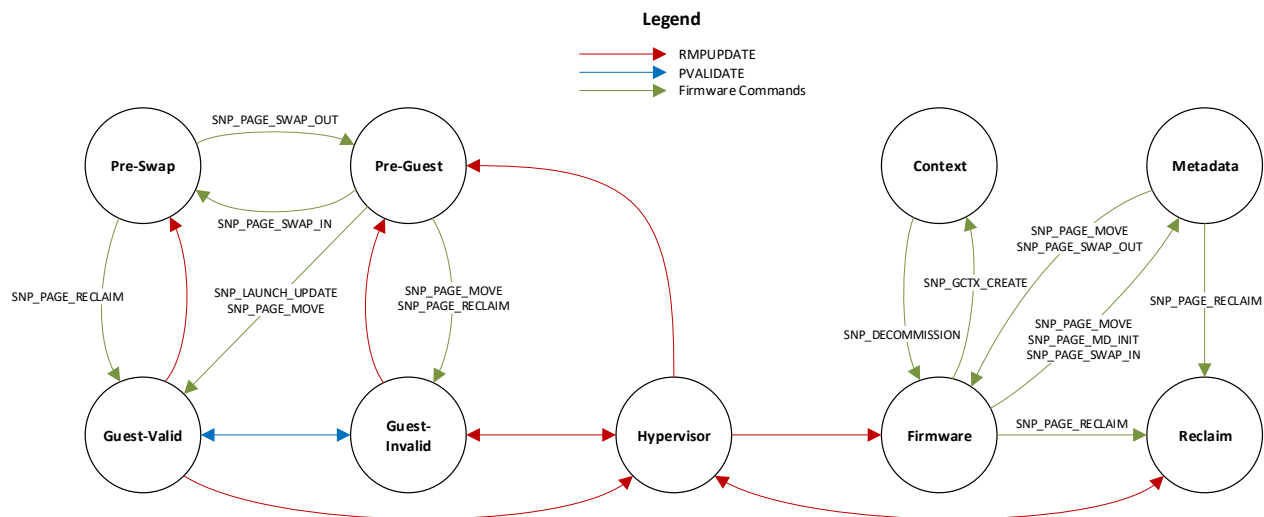 Legend
RMPUPDATE
PVALIDATE
Firmware Commands
SNP_PAGE_SWAP_OUT
Pre-Swap
Pre-Guest
Context
Metadata
SNP_PAGE_SWAP_IN
SNP_PAGE_MOVE
SNP_PAGE_SWAP_OUT
SNP_PAGE_RECLAIM
SNP_LAUNCH_UPDATE
SNP_PAGE_MOVE
SNP_PAGE_MOVE
SNP_PAGE_RECLAIM
SNP_GCTX_CREATE
SNP_PAGE_RECLAIM
SNP_DECOMMISSION
SNP_PAGE_MOVE
SNP_PAGE_MD_INIT
SNP_PAGE_SWAP_IN
Guest-Valid
Guest-
Invalid
Hypervisor
Firmware
SNP_PAGE_RECLAIM
Reclaim